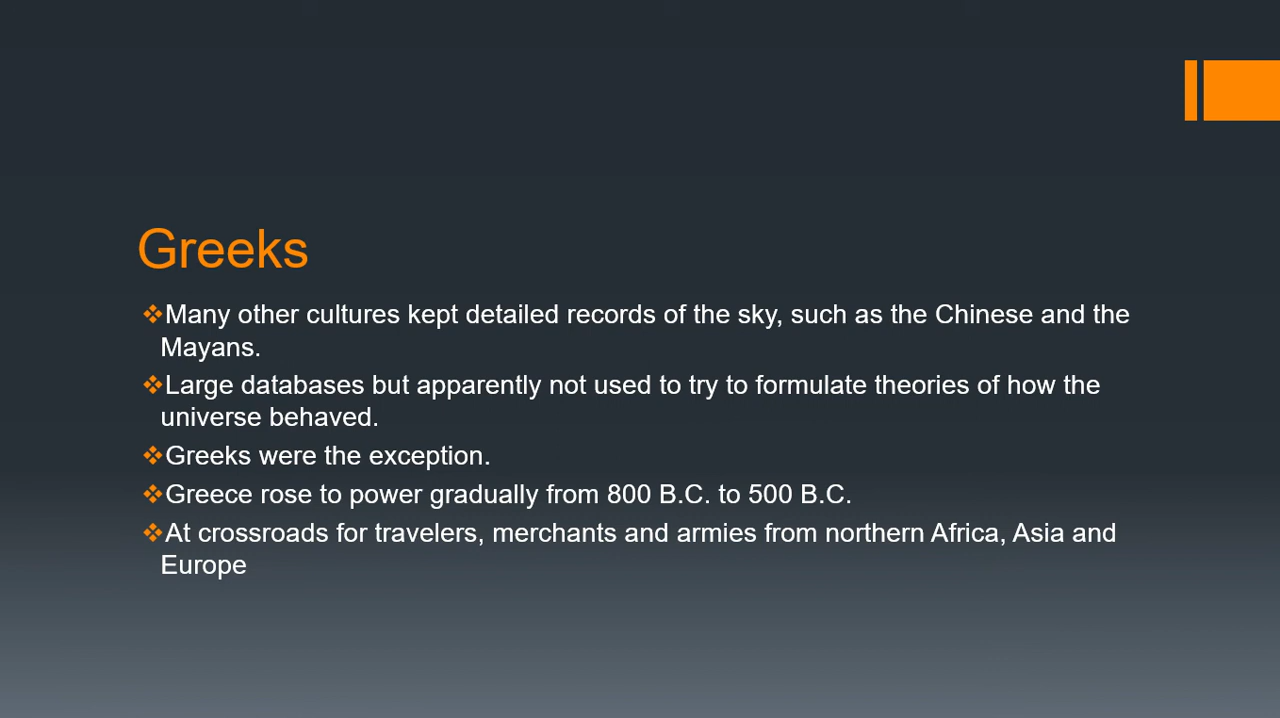 Greeks
❖Many other cultures kept detailed records of the sky, such as the Chinese and the
Mayans.
❖Large databases but apparently not used to try to formulate theories of how the
universe behaved.
❖Greeks were the exception.
❖Greece rose to power gradually from 800 B.C. to 500 B.C.
❖At crossroads for travelers, merchants and armies from northern Africa, Asia and
Europe